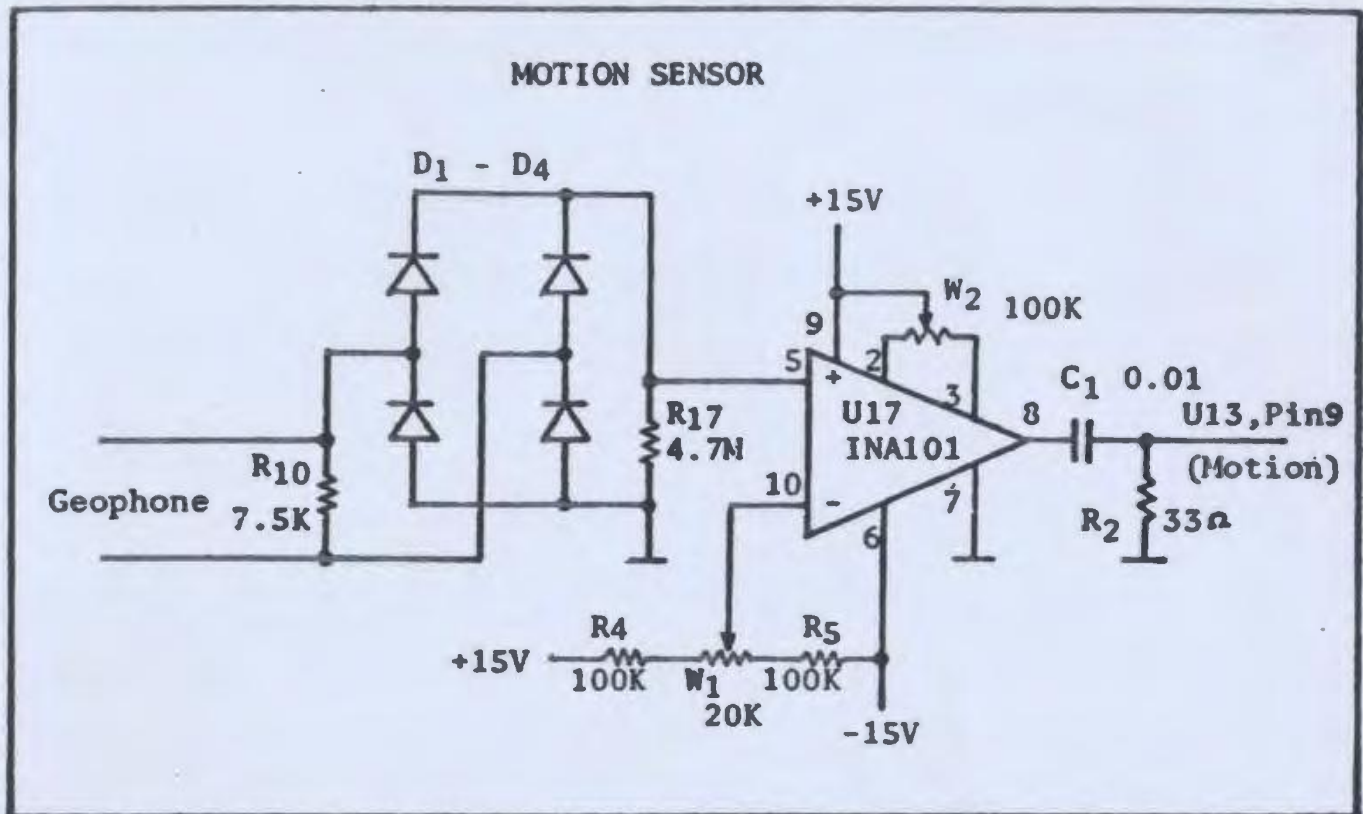 MOTION SENSOR
D1 - D4
+15V
W2 100K
9
2
3
5
+
U17
INA101
8
C1 0.01
U13,Pin9
(Motion)
R17
4.7M
R10
7.5K
Geophone
10
-
6
7
R2 33Ω
R4
R5
+15V
100K
W1
100K
20K
-15V